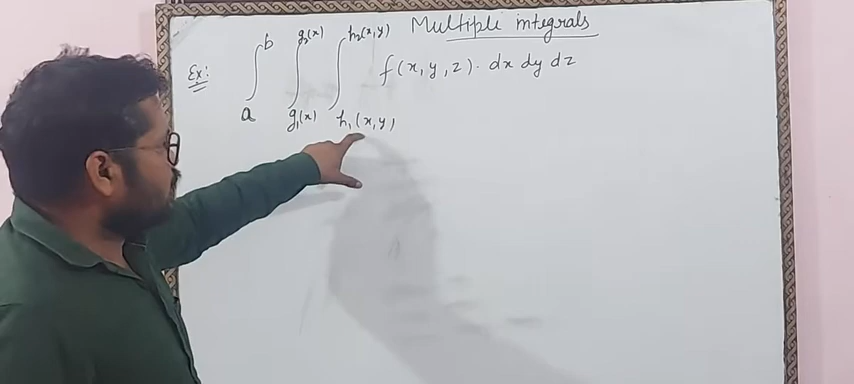 Multiple integrals
Ex: ∫_a^b ∫_{g₁(x)}^{g₂(x)} ∫_{h₁(x,y)}^{h₂(x,y)} f(x,y,z). dx dy dz